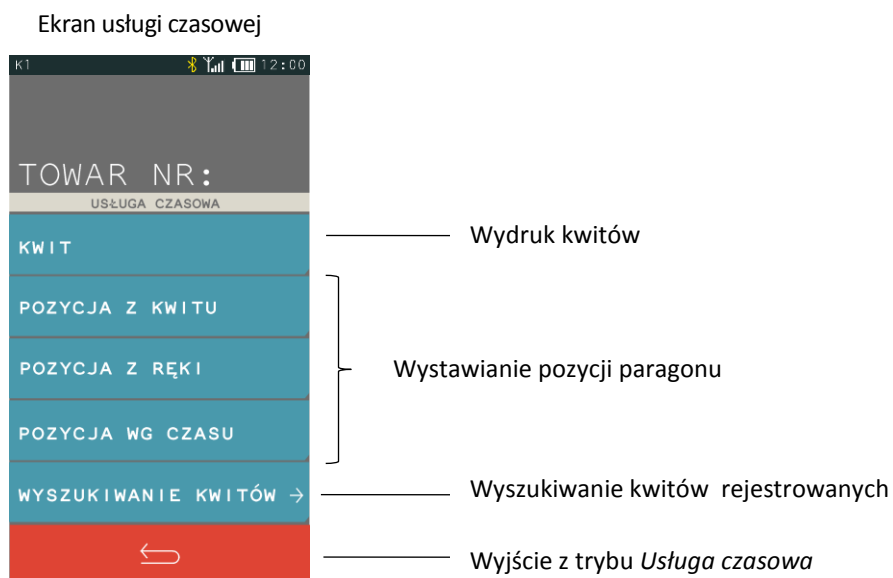 Ekran usługi czasowej
K1 12:00
TOWAR NR:
USŁUGA CZASOWA
KWIT
Wydruk kwitów
POZYCJA Z KWITU
POZYCJA Z RĘKI
Wystawianie pozycji paragonu
POZYCJA WG CZASU
WYSZUKIWANIE KWITÓW →
Wyszukiwanie kwitów rejestrowanych
Wyjście z trybu Usługa czasowa